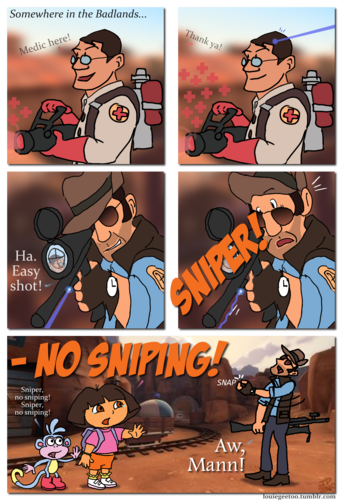 Somewhere in the Badlands...
Medic here!
Thank ya!
Ha.
Easy
shot!
SNIPER!
- NO SNIPING!
Sniper,
no sniping!
Sniper,
no sniping!
SNAP
Aw,
Mann!
louiegeeton.tumblr.com